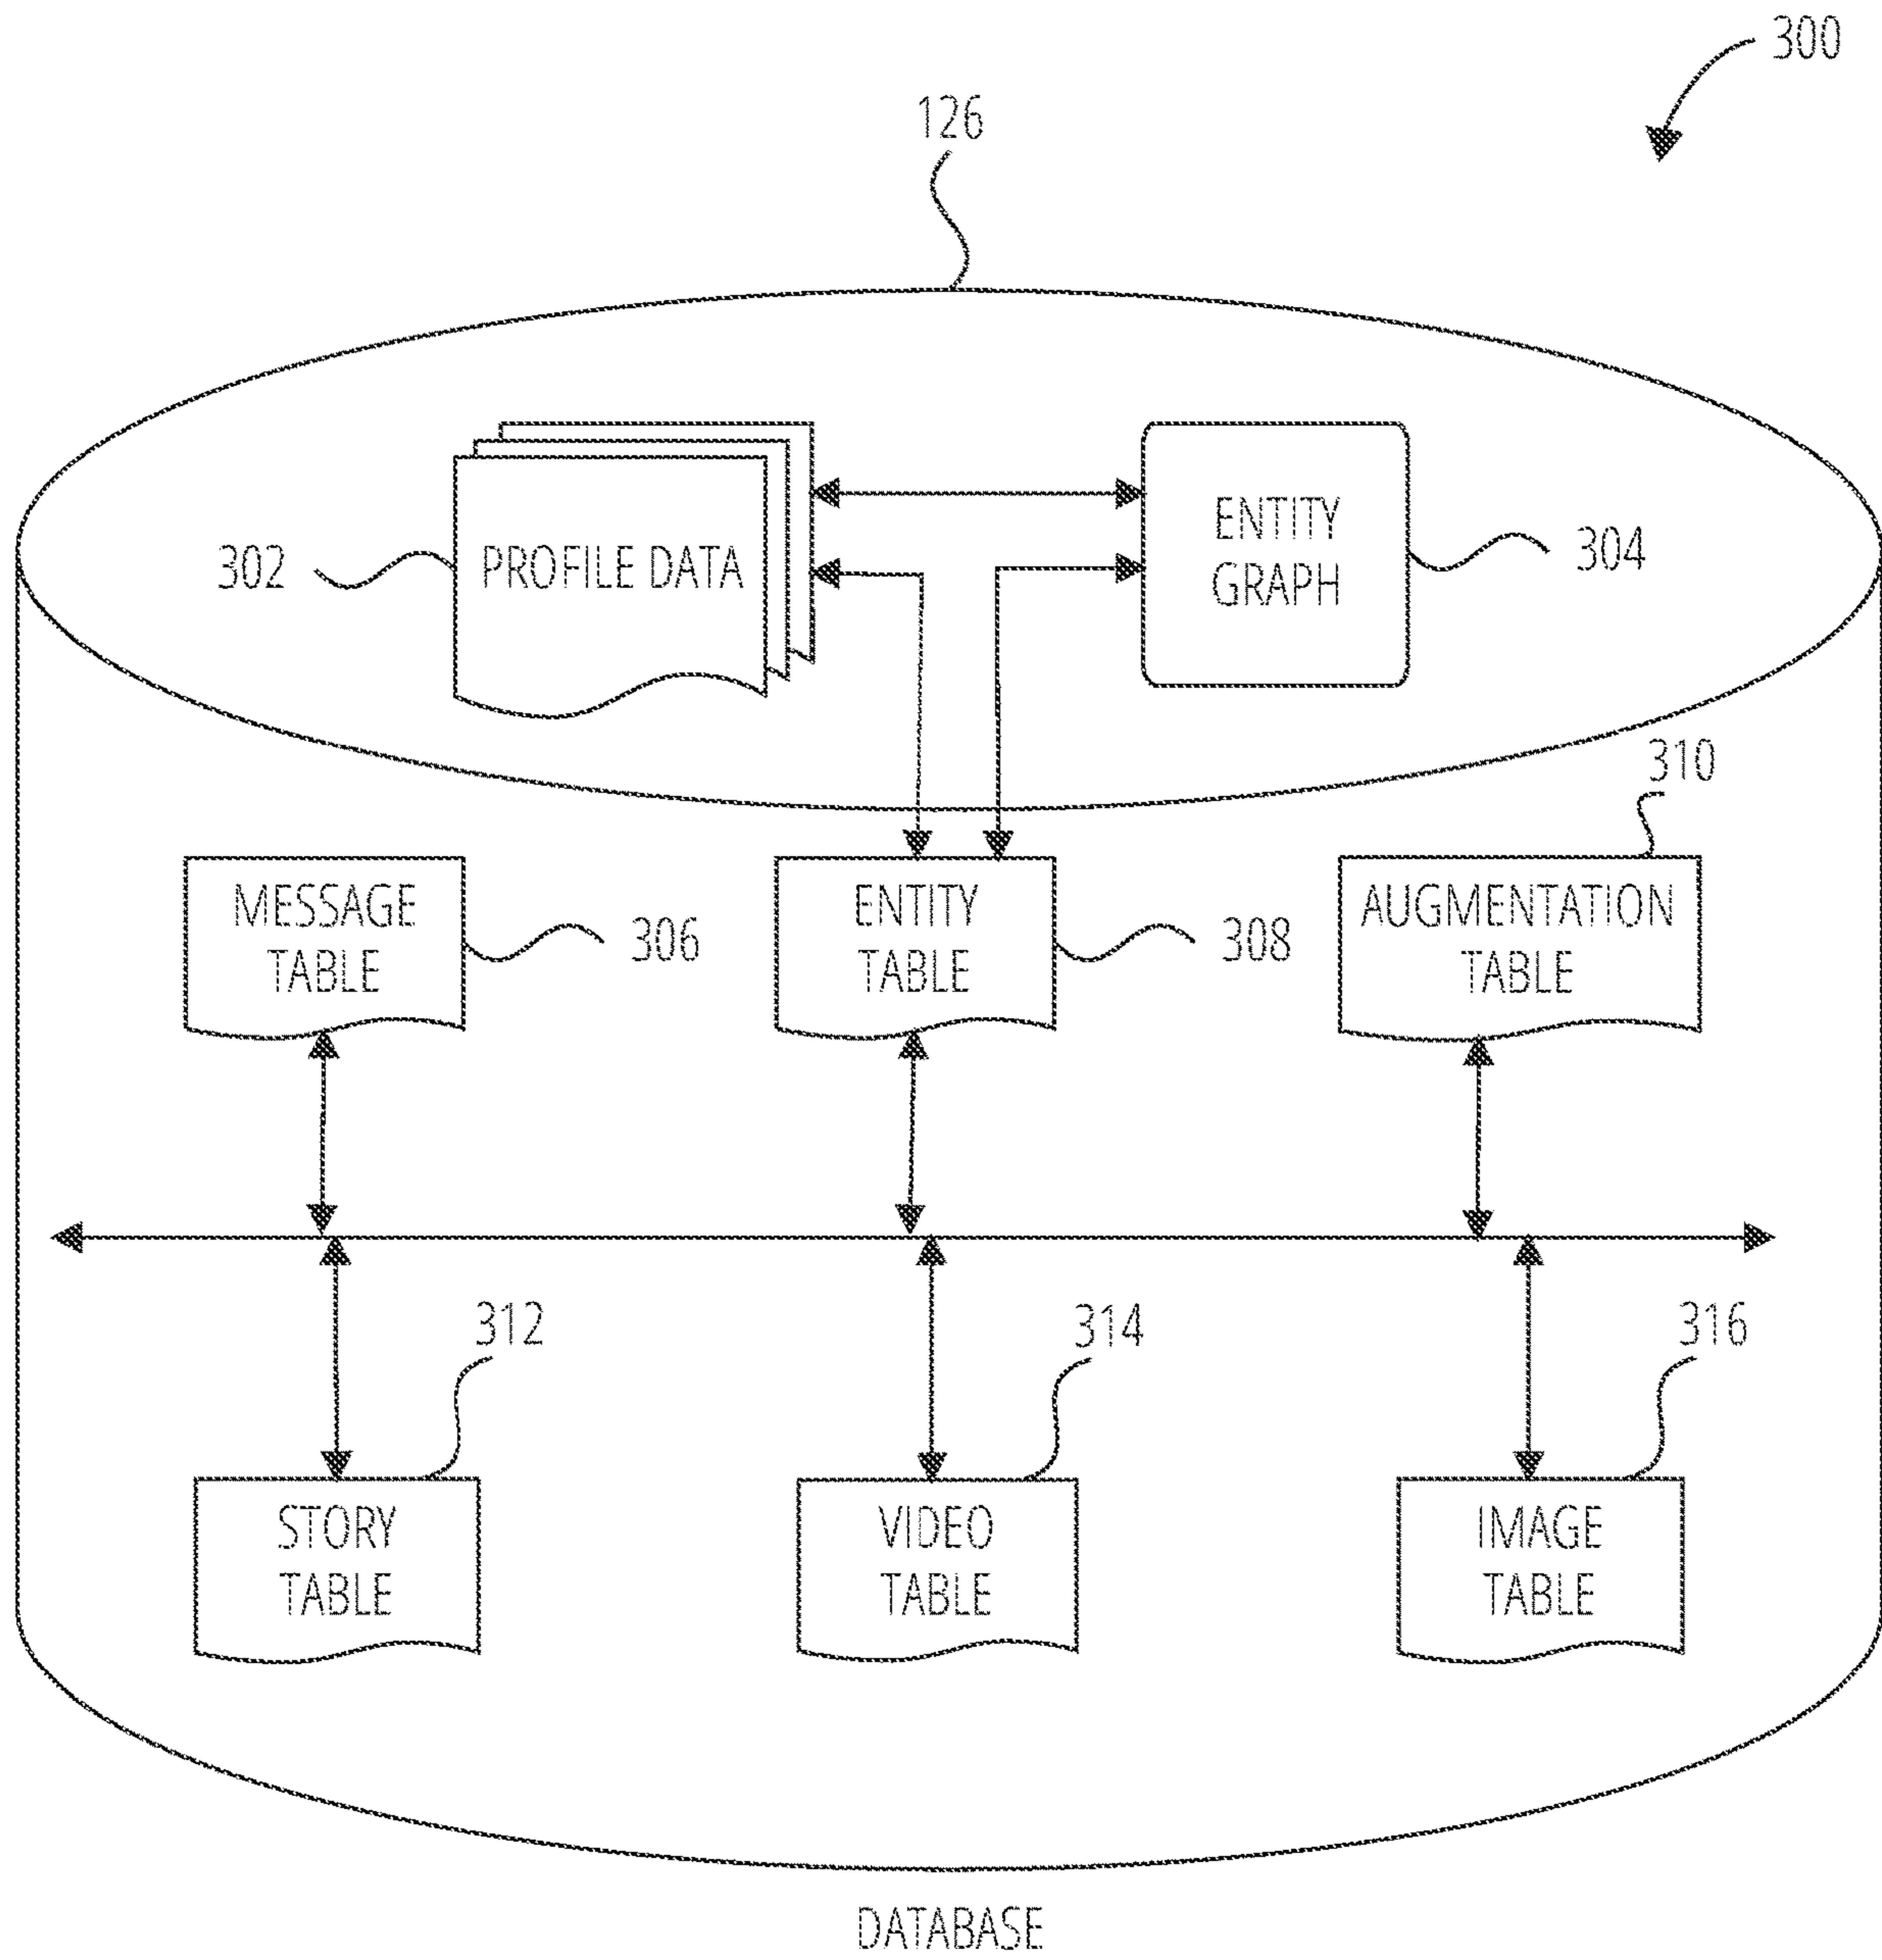 300
126
302
PROFILE DATA
ENTITY
GRAPH
304
310
MESSAGE
TABLE
306
ENTITY
TABLE
308
AUGMENTATION
TABLE
312
314
316
STORY
TABLE
VIDEO
TABLE
IMAGE
TABLE
DATABASE